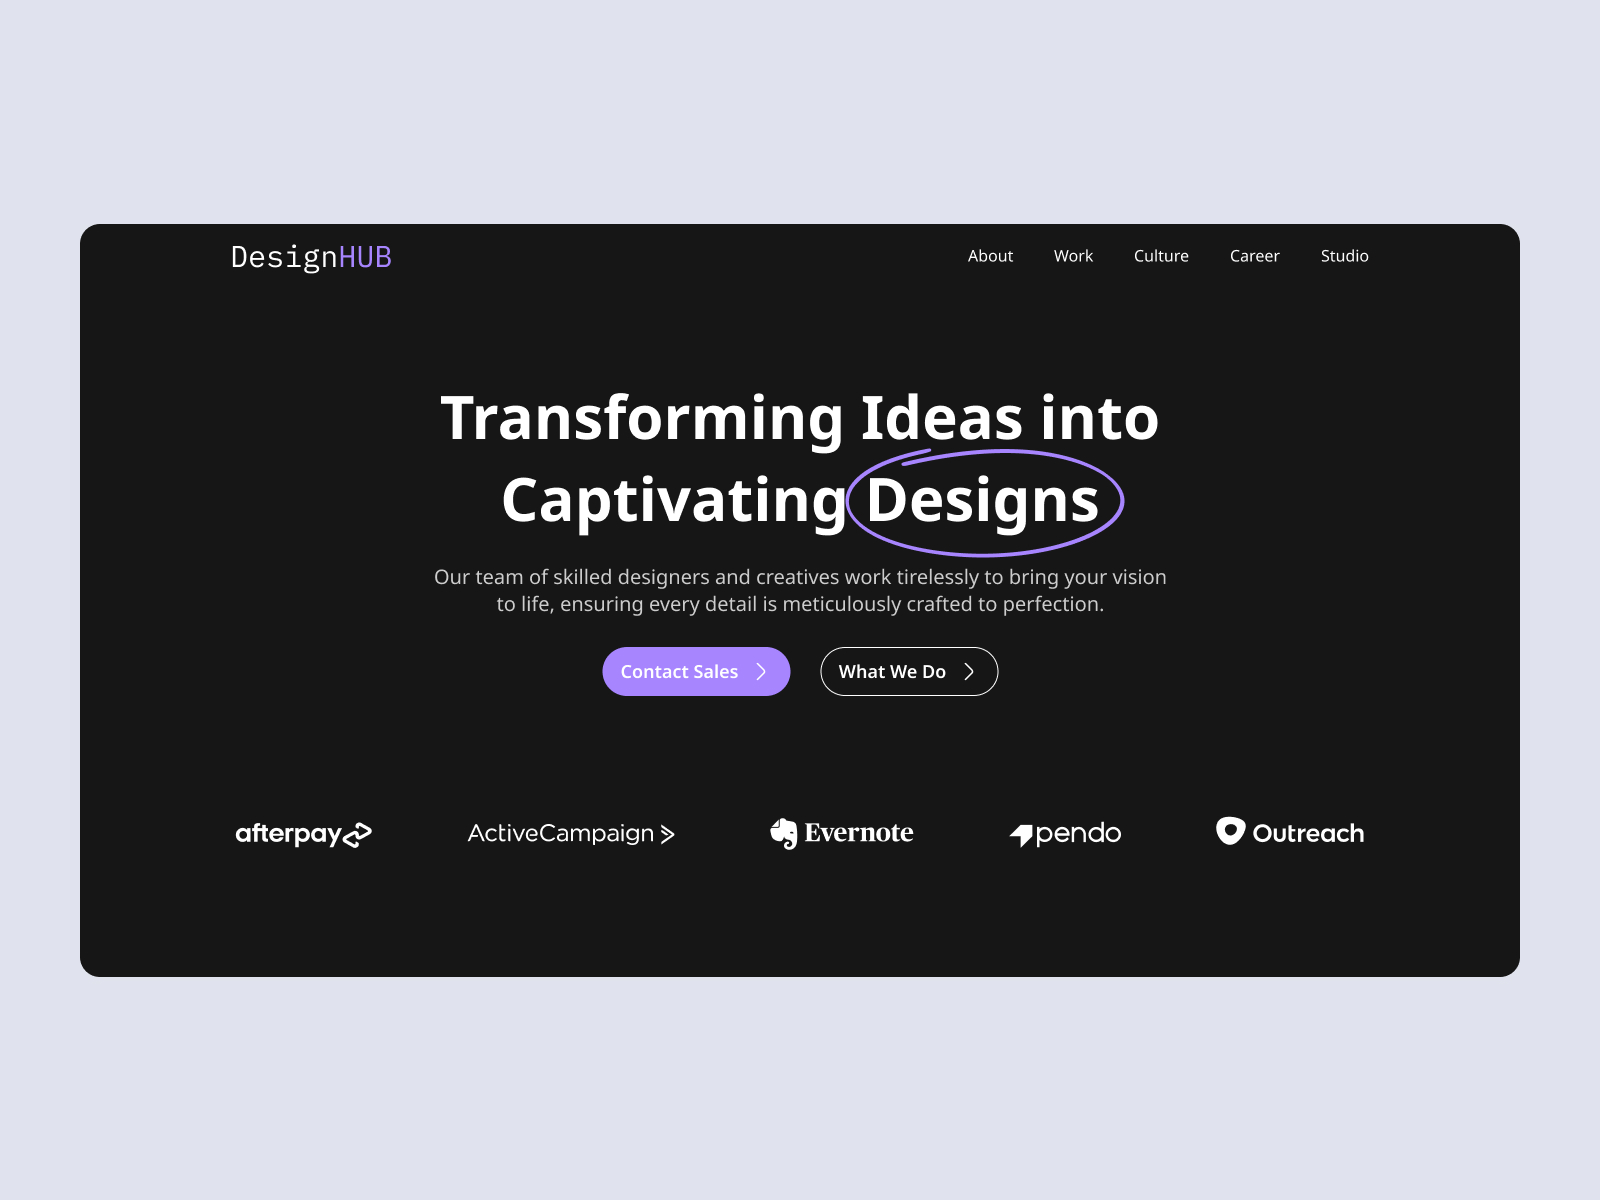 DesignHUB
About Work Culture Career Studio
Transforming Ideas into
Captivating Designs
Our team of skilled designers and creatives work tirelessly to bring your vision
to life, ensuring every detail is meticulously crafted to perfection.
Contact Sales What We Do
afterpay ActiveCampaign Evernote pendo Outreach